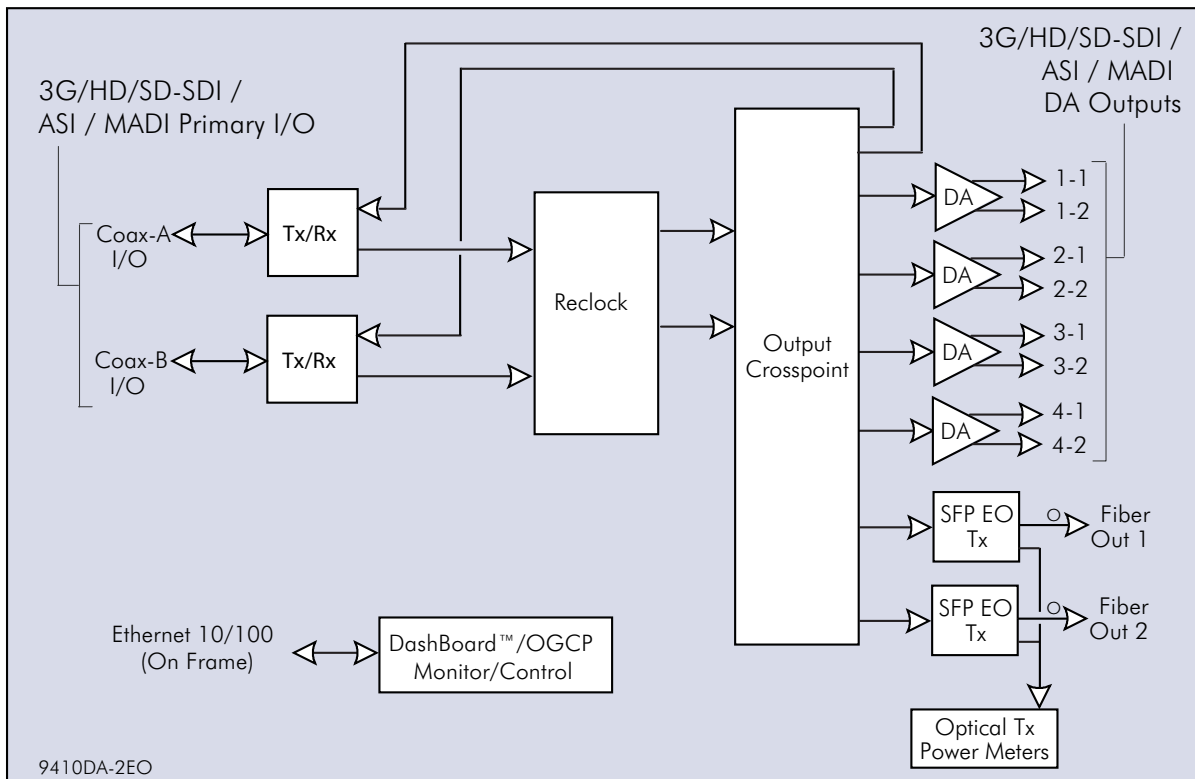 3G/HD/SD-SDI /
ASI / MADI Primary I/O
3G/HD/SD-SDI /
ASI / MADI
DA Outputs
Coax-A
I/O
Tx/Rx
Coax-B
I/O
Tx/Rx
Reclock
Output
Crosspoint
DA
1-1
1-2
DA
2-1
2-2
DA
3-1
3-2
DA
4-1
4-2
SFP EO
Tx
Fiber
Out 1
SFP EO
Tx
Fiber
Out 2
Ethernet 10/100
(On Frame)
DashBoard™/OGCP
Monitor/Control
Optical Tx
Power Meters
9410DA-2EO